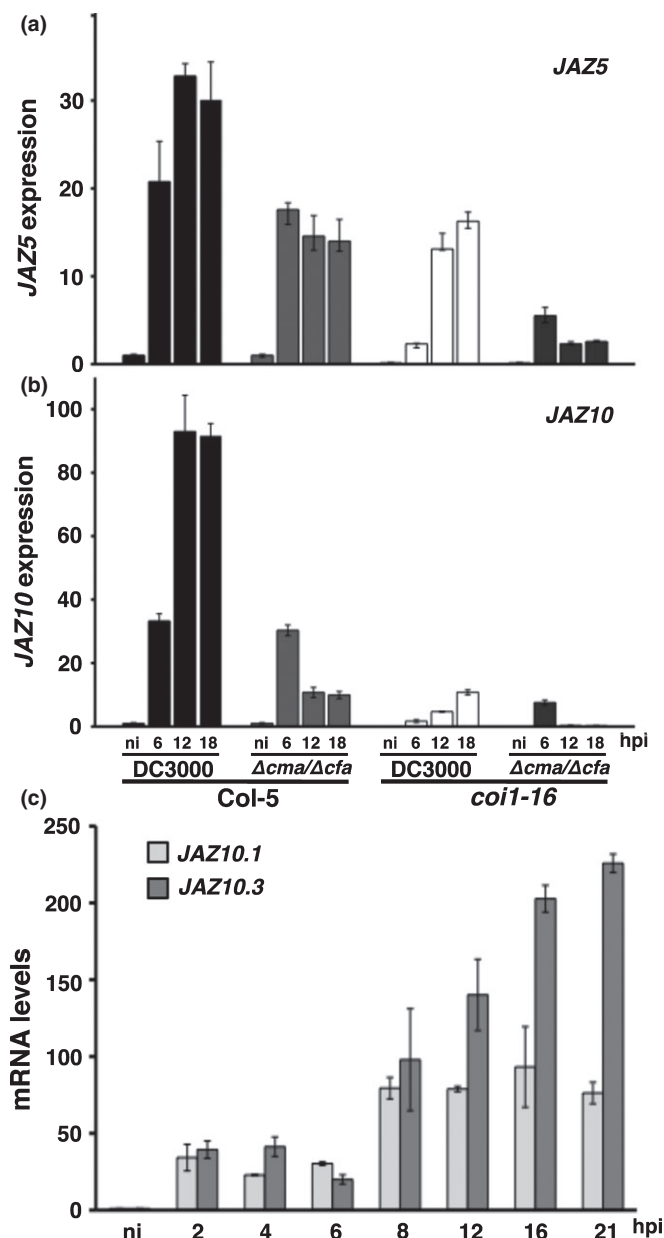 (a)
JAZ5
JAZ5 expression
30
20
10
0
(b)
JAZ10
JAZ10 expression
100
80
60
40
20
0
ni 6 12 18 ni 6 12 18 ni 6 12 18 ni 6 12 18 hpi
DC3000 Δcma/Δcfa DC3000 Δcma/Δcfa
Col-5 coi1-16
(c)
mRNA levels
250
200
150
100
50
0
JAZ10.1
JAZ10.3
ni 2 4 6 8 12 16 21 hpi